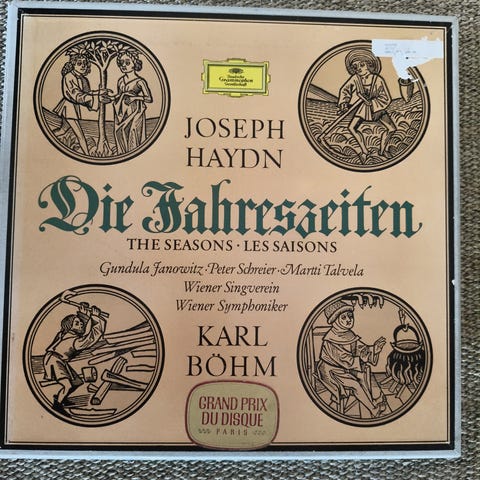 Deutsche
Grammophon
Gesellschaft
JOSEPH
HAYDN
Die Jahreszeiten
THE SEASONS · LES SAISONS
Gundula Janowitz · Peter Schreier · Martti Talvela
Wiener Singverein
Wiener Symphoniker
KARL
BÖHM
GRAND PRIX
DU DISQUE
PARIS